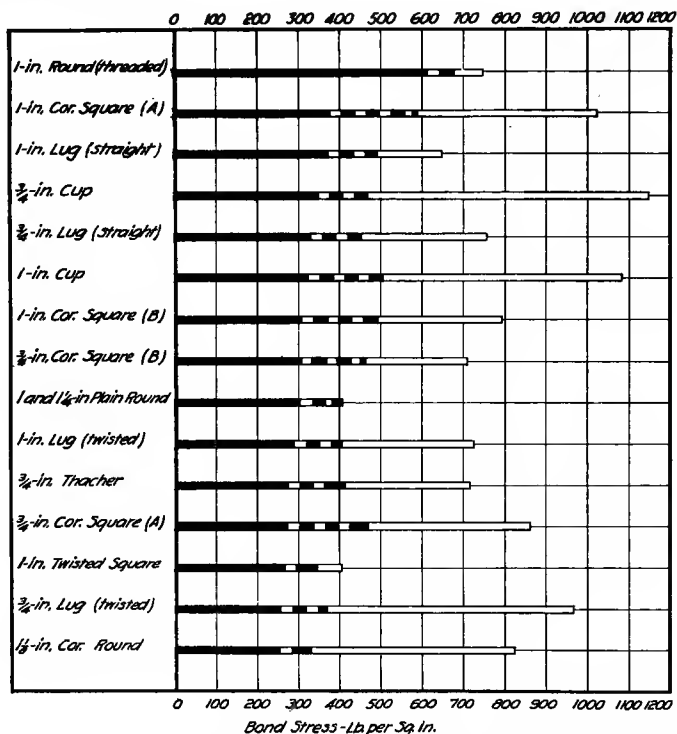 0 100 200 300 400 500 600 700 800 900 1000 1100 1200
1-in. Round (threaded)
1-in. Cor. Square (A)
1-in. Lug (straight)
3/4-in. Cup
3/4-in. Lug (straight)
1-in. Cup
1-in. Cor. Square (B)
3/4-in. Cor. Square (B)
1 and 1 1/4-in Plain Round
1-in. Lug (twisted)
3/4-in. Thacher
3/4-in. Cor. Square (A)
1-in. Twisted Square
3/4-in. Lug (twisted)
1 1/8-in. Cor. Round
0 100 200 300 400 500 600 700 800 900 1000 1100 1200
Bond Stress-Lb. per Sq. in.